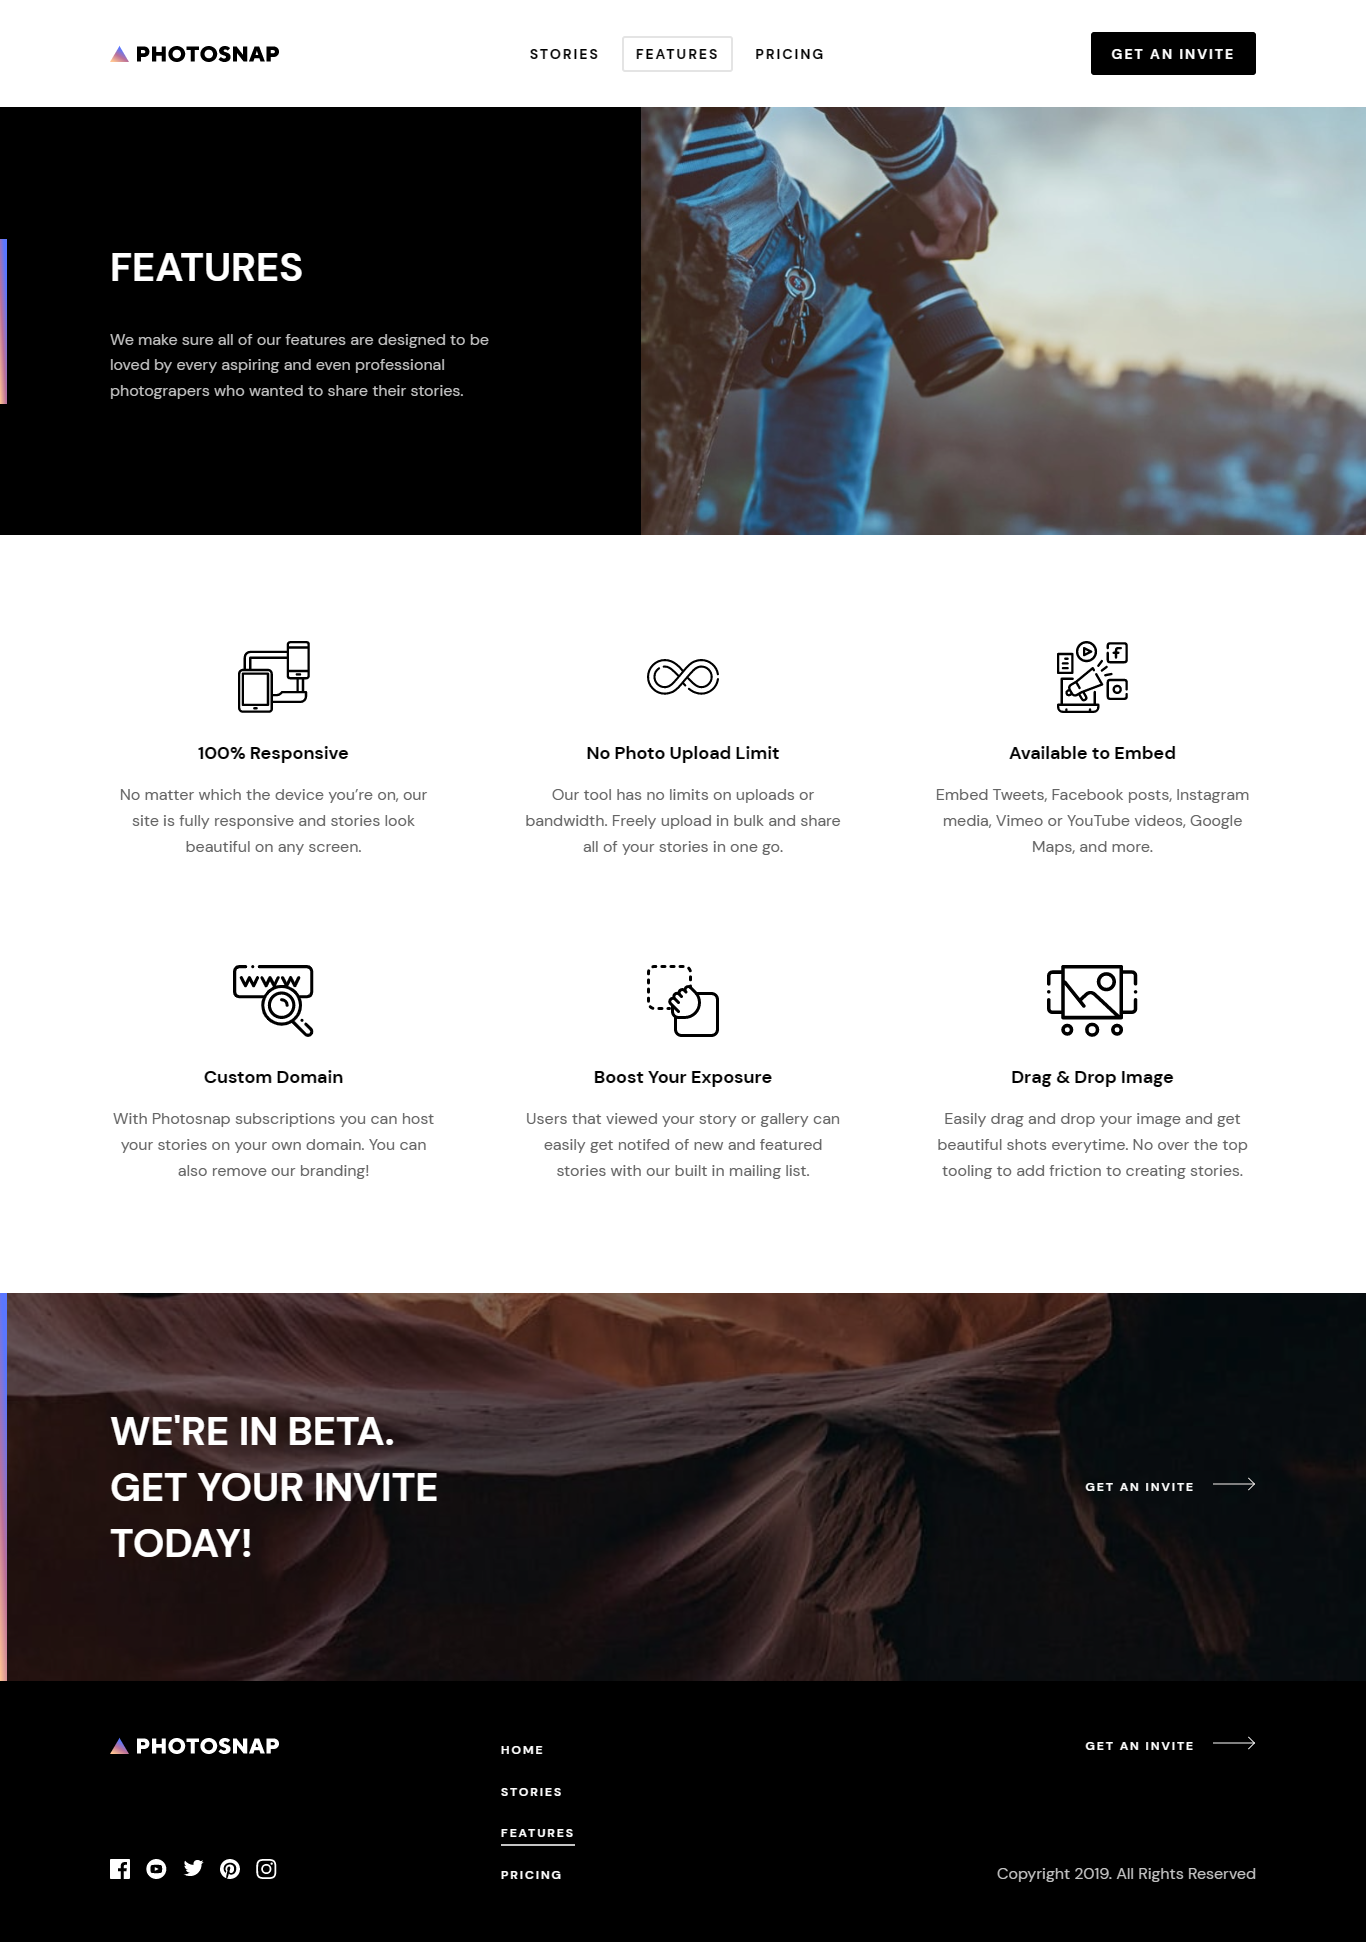 PHOTOSNAP
STORIES
FEATURES
PRICING
GET AN INVITE
FEATURES
We make sure all of our features are designed to be
loved by every aspiring and even professional
photograpers who wanted to share their stories.
100% Responsive
No matter which the device you’re on, our
site is fully responsive and stories look
beautiful on any screen.
No Photo Upload Limit
Our tool has no limits on uploads or
bandwidth. Freely upload in bulk and share
all of your stories in one go.
Available to Embed
Embed Tweets, Facebook posts, Instagram
media, Vimeo or YouTube videos, Google
Maps, and more.
WWW
Custom Domain
With Photosnap subscriptions you can host
your stories on your own domain. You can
also remove our branding!
Boost Your Exposure
Users that viewed your story or gallery can
easily get notifed of new and featured
stories with our built in mailing list.
Drag & Drop Image
Easily drag and drop your image and get
beautiful shots everytime. No over the top
tooling to add friction to creating stories.
WE'RE IN BETA.
GET YOUR INVITE
TODAY!
GET AN INVITE
PHOTOSNAP
HOME
STORIES
FEATURES
PRICING
GET AN INVITE
Copyright 2019. All Rights Reserved